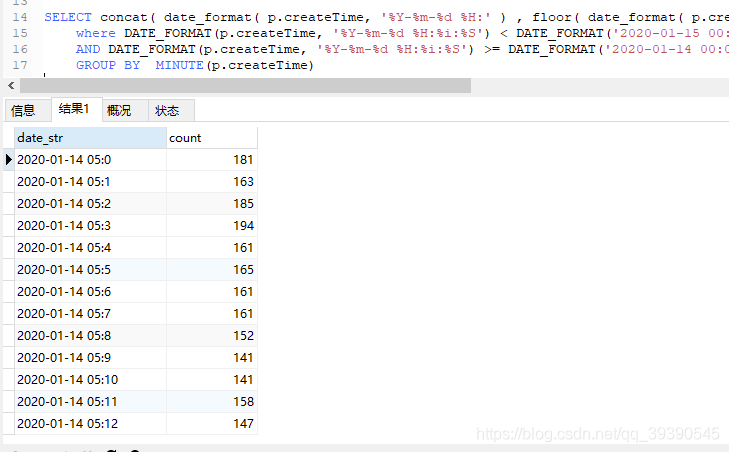 14 SELECT concat( date_format( p.createTime, '%Y-%m-%d %H:' ) , floor( date_format( p.cre
15 where DATE_FORMAT(p.createTime, '%Y-%m-%d %H:%i:%S') < DATE_FORMAT('2020-01-15 00:
16 AND DATE_FORMAT(p.createTime, '%Y-%m-%d %H:%i:%S') >= DATE_FORMAT('2020-01-14 00:0
17 GROUP BY MINUTE(p.createTime)
信息 结果1 概况 状态
date_str count
2020-01-14 05:0 181
2020-01-14 05:1 163
2020-01-14 05:2 185
2020-01-14 05:3 194
2020-01-14 05:4 161
2020-01-14 05:5 165
2020-01-14 05:6 161
2020-01-14 05:7 161
2020-01-14 05:8 152
2020-01-14 05:9 141
2020-01-14 05:10 141
2020-01-14 05:11 158
2020-01-14 05:12 147
https://blog.csdn.net/qq_39390545